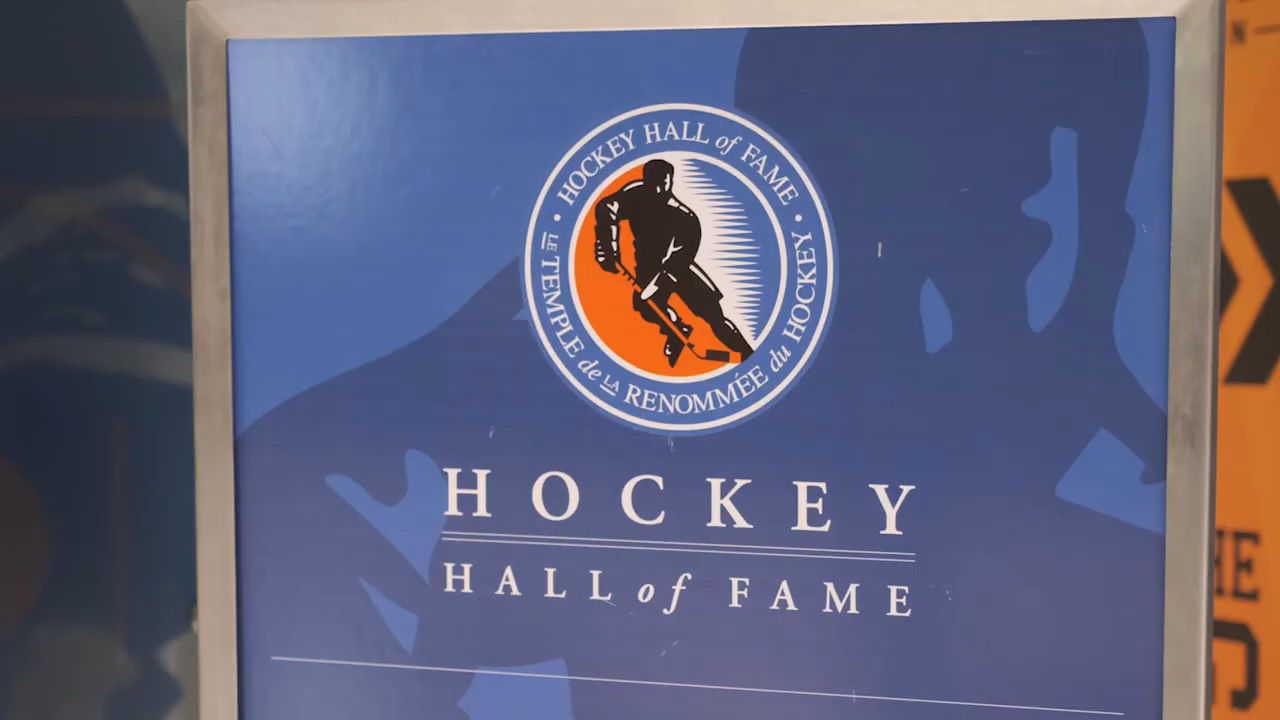 HOCKEY HALL of FAME
LE TEMPLE de LA RENOMMÉE du HOCKEY
HOCKEY
HALL of FAME